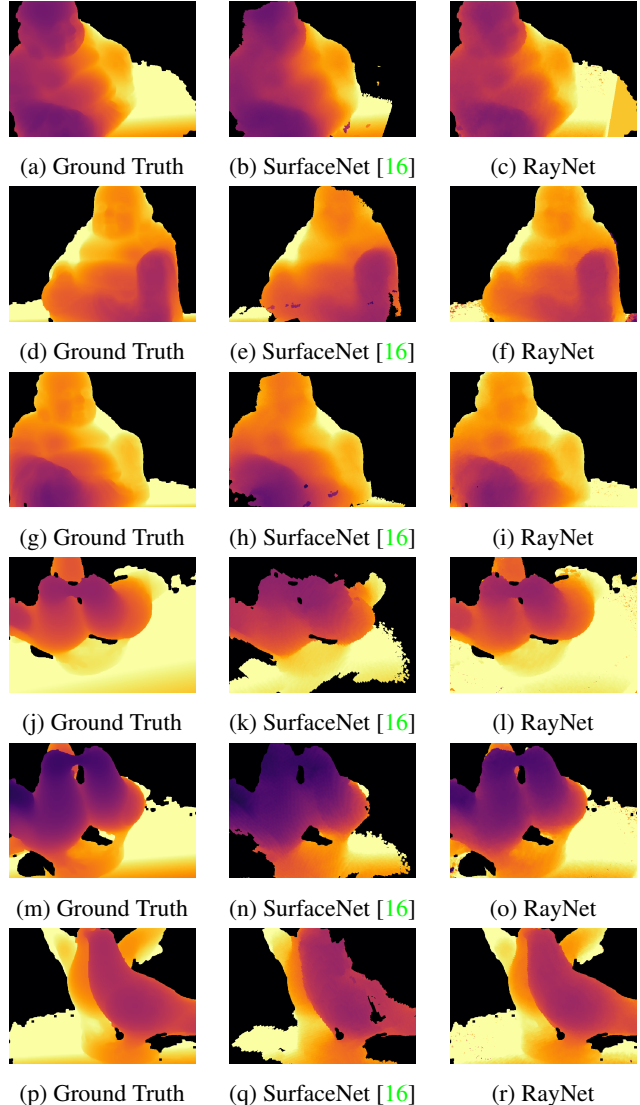 (a) Ground Truth (b) SurfaceNet [16] (c) RayNet
(d) Ground Truth (e) SurfaceNet [16] (f) RayNet
(g) Ground Truth (h) SurfaceNet [16] (i) RayNet
(j) Ground Truth (k) SurfaceNet [16] (l) RayNet
(m) Ground Truth (n) SurfaceNet [16] (o) RayNet
(p) Ground Truth (q) SurfaceNet [16] (r) RayNet